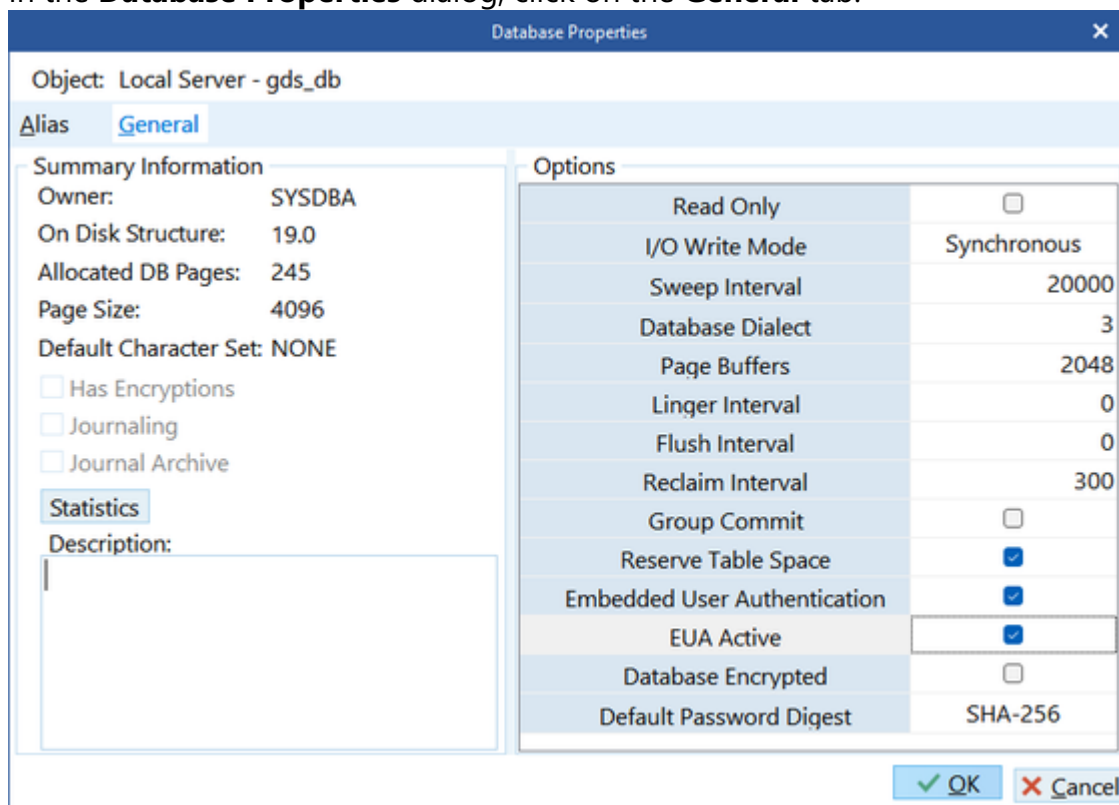 In the Database Properties dialog, click on the General tab.
Database Properties
Object: Local Server - gds_db
Alias General
Summary Information
Owner: SYSDBA
On Disk Structure: 19.0
Allocated DB Pages: 245
Page Size: 4096
Default Character Set: NONE
Has Encryptions
Journaling
Journal Archive
Statistics
Description:
Options
Read Only
I/O Write Mode Synchronous
Sweep Interval 20000
Database Dialect 3
Page Buffers 2048
Linger Interval 0
Flush Interval 0
Reclaim Interval 300
Group Commit
Reserve Table Space
Embedded User Authentication
EUA Active
Database Encrypted
Default Password Digest SHA-256
OK Cancel